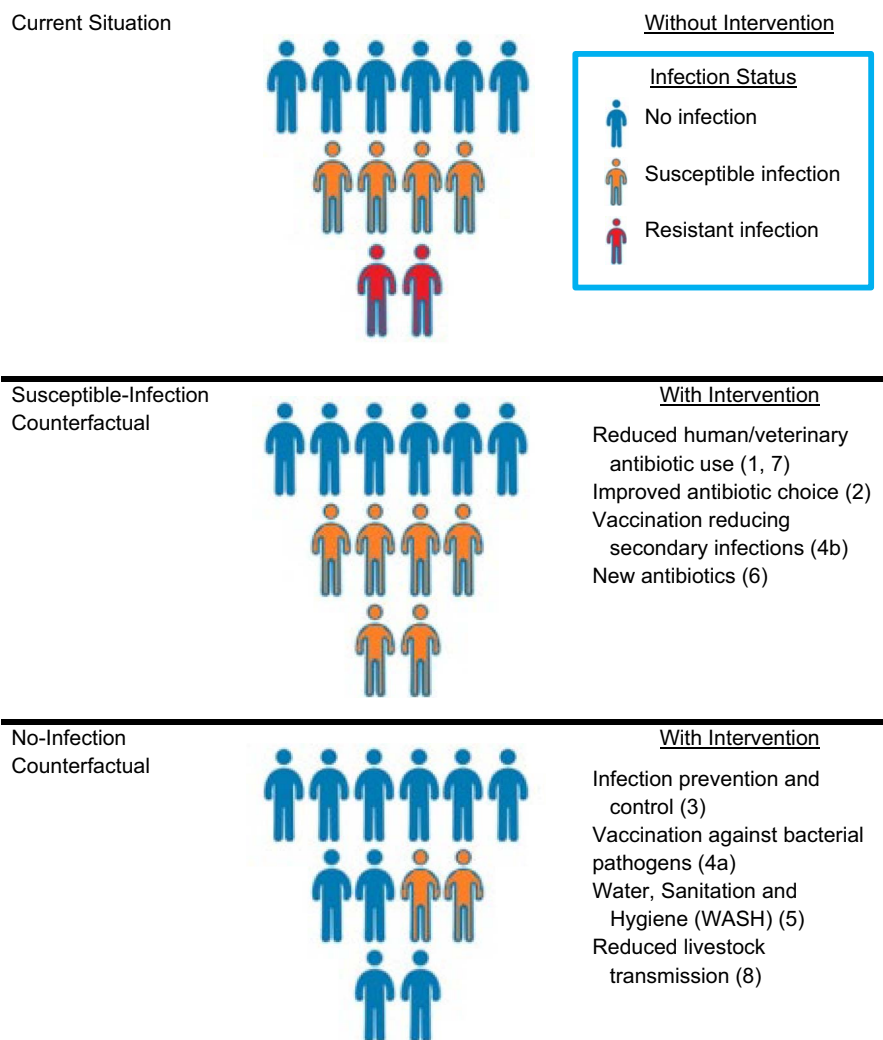 Current Situation
Without Intervention
Infection Status
No infection
Susceptible infection
Resistant infection
Susceptible-Infection
Counterfactual
With Intervention
Reduced human/veterinary
antibiotic use (1, 7)
Improved antibiotic choice (2)
Vaccination reducing
secondary infections (4b)
New antibiotics (6)
No-Infection
Counterfactual
With Intervention
Infection prevention and
control (3)
Vaccination against bacterial
pathogens (4a)
Water, Sanitation and
Hygiene (WASH) (5)
Reduced livestock
transmission (8)